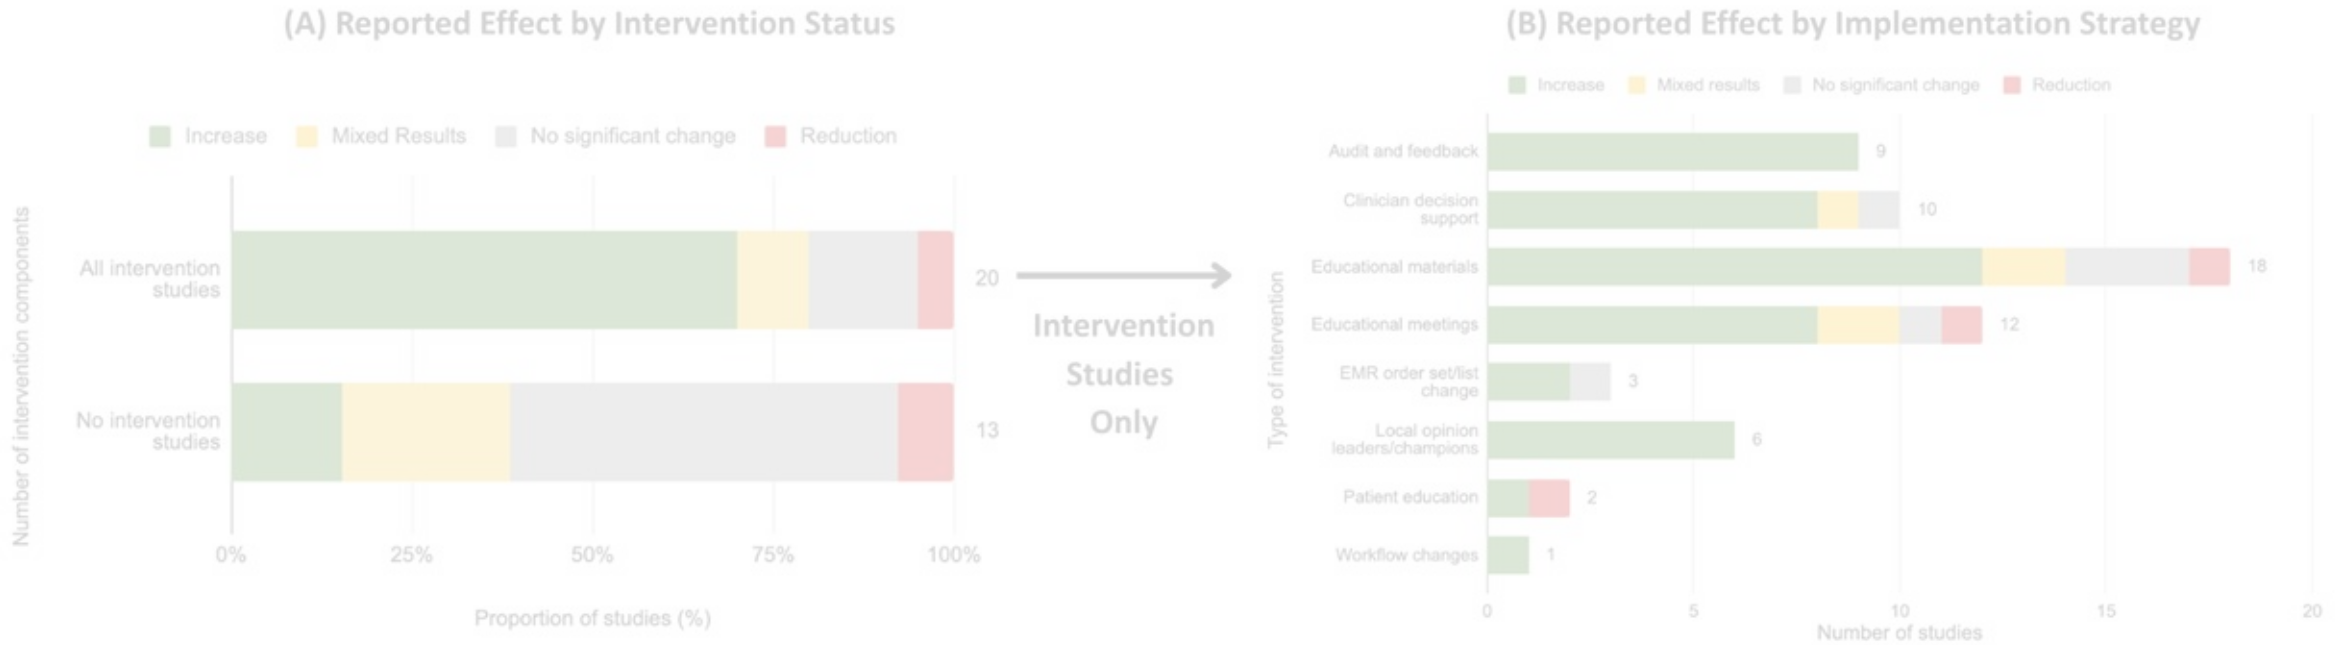 (A) Reported Effect by Intervention Status
Increase Mixed Results No significant change Reduction
Number of intervention components
All intervention
studies
20
No intervention
studies
13
0% 25% 50% 75% 100%
Proportion of studies (%)
Intervention
Studies
Only
(B) Reported Effect by Implementation Strategy
Increase Mixed results No significant change Reduction
Type of intervention
Audit and feedback 9
Clinician decision
support
10
Educational materials 18
Educational meetings 12
EMR order set/list
change
3
Local opinion
leaders/champions
6
Patient education 2
Workflow changes 1
0 5 10 15 20
Number of studies